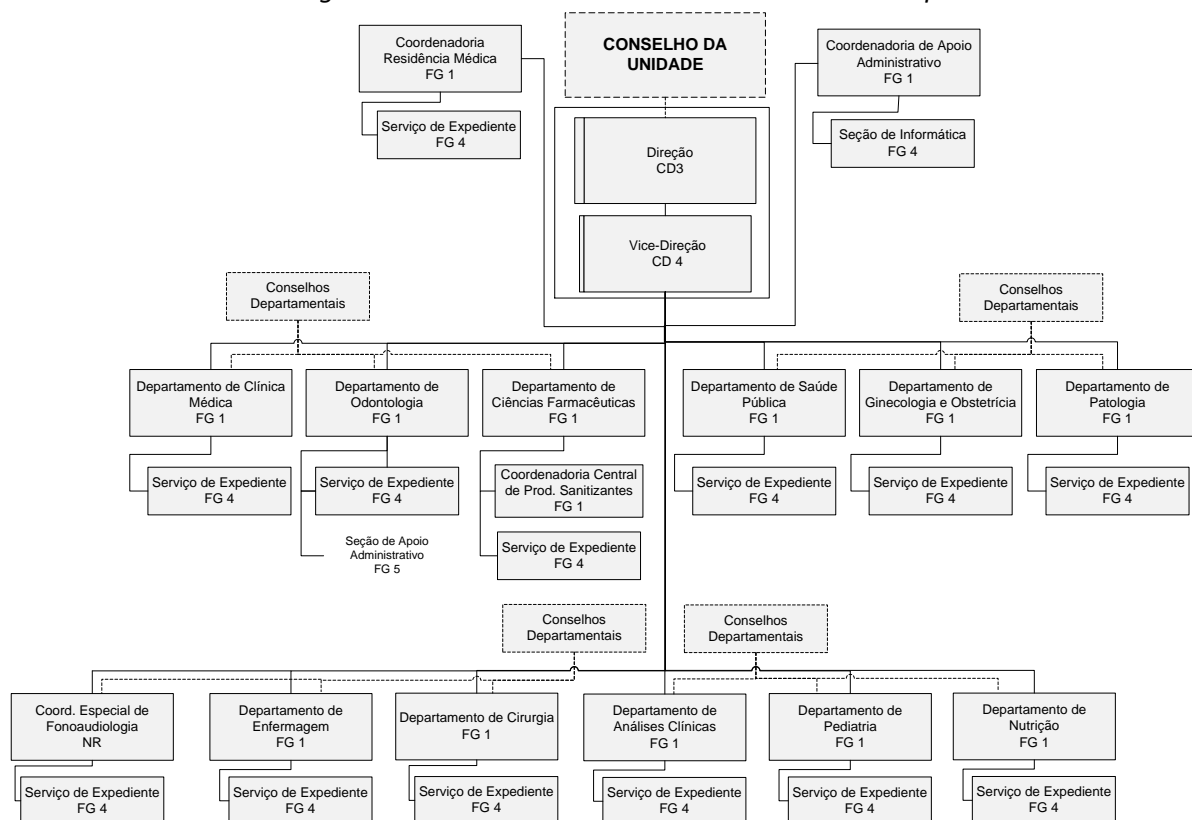 Coordenadoria
Residência Médica
FG 1
CONSELHO DA
UNIDADE
Coordenadoria de Apoio
Administrativo
FG 1
Serviço de Expediente
FG 4
Seção de Informática
FG 4
Direção
CD3
Vice-Direção
CD 4
Conselhos
Departamentais
Conselhos
Departamentais
Departamento de Clínica
Médica
FG 1
Departamento de
Odontologia
FG 1
Departamento de
Ciências Farmacêuticas
FG 1
Departamento de Saúde
Pública
FG 1
Departamento de
Ginecologia e Obstetrícia
FG 1
Departamento de
Patologia
FG 1
Serviço de Expediente
FG 4
Serviço de Expediente
FG 4
Coordenadoria Central
de Prod. Sanitizantes
FG 1
Serviço de Expediente
FG 4
Serviço de Expediente
FG 4
Serviço de Expediente
FG 4
Seção de Apoio
Administrativo
FG 5
Serviço de Expediente
FG 4
Conselhos
Departamentais
Conselhos
Departamentais
Coord. Especial de
Fonoaudiologia
NR
Departamento de
Enfermagem
FG 1
Departamento de Cirurgia
FG 1
Departamento de
Análises Clínicas
FG 1
Departamento de
Pediatria
FG 1
Departamento de
Nutrição
FG 1
Serviço de Expediente
FG 4
Serviço de Expediente
FG 4
Serviço de Expediente
FG 4
Serviço de Expediente
FG 4
Serviço de Expediente
FG 4
Serviço de Expediente
FG 4